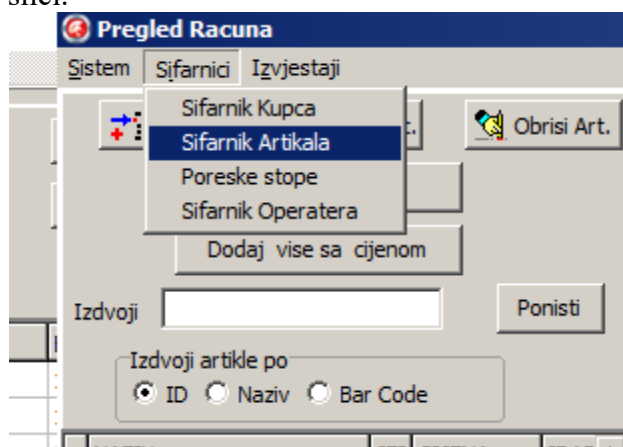 Pregled Racuna
Sistem Sifarnici Izvjestaji
Sifarnik Kupca
Sifarnik Artikala
Poreske stope
Sifarnik Operatera
Obrisi Art.
Dodaj vise sa cijenom
Izdvoji
Ponisti
Izdvoji artikle po
ID Naziv Bar Code